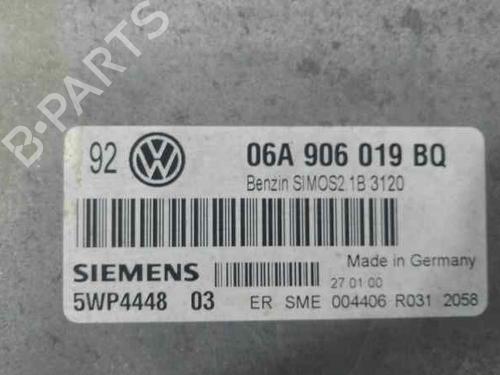 B-PARTS
92 VW 06A 906 019 BQ
Benzin SIMOS2.1B 3120
Made in Germany
SIEMENS
27 01 00
5WP4448 03 ER SME 004406 R031 2058